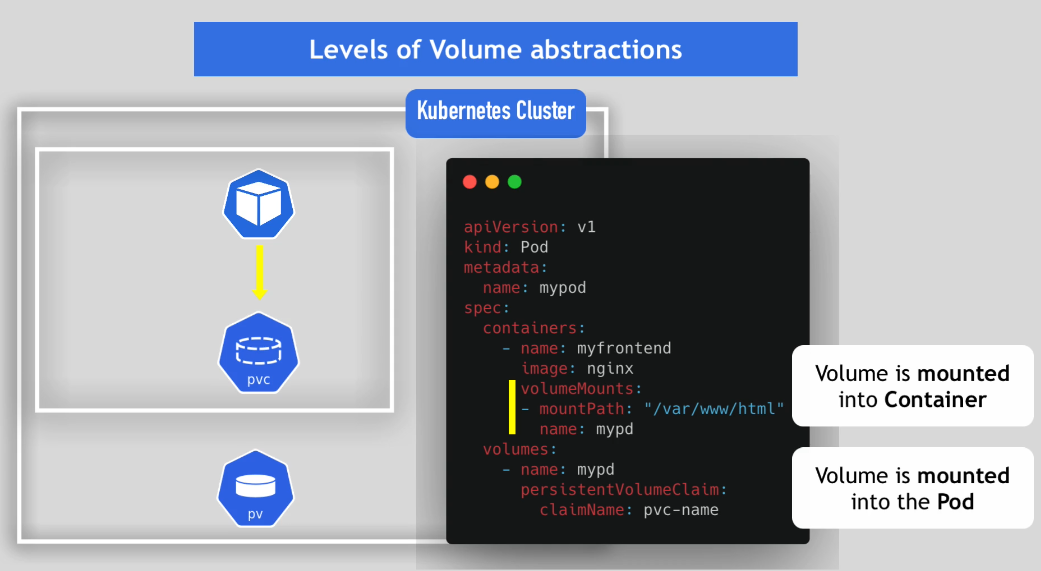 Levels of Volume abstractions
Kubernetes Cluster
pvc
pv
apiVersion: v1
kind: Pod
metadata:
  name: mypod
spec:
  containers:
    - name: myfrontend
      image: nginx
      volumeMounts:
      - mountPath: "/var/www/html"
        name: mypd
  volumes:
    - name: mypd
      persistentVolumeClaim:
        claimName: pvc-name
Volume is mounted
into Container
Volume is mounted
into the Pod